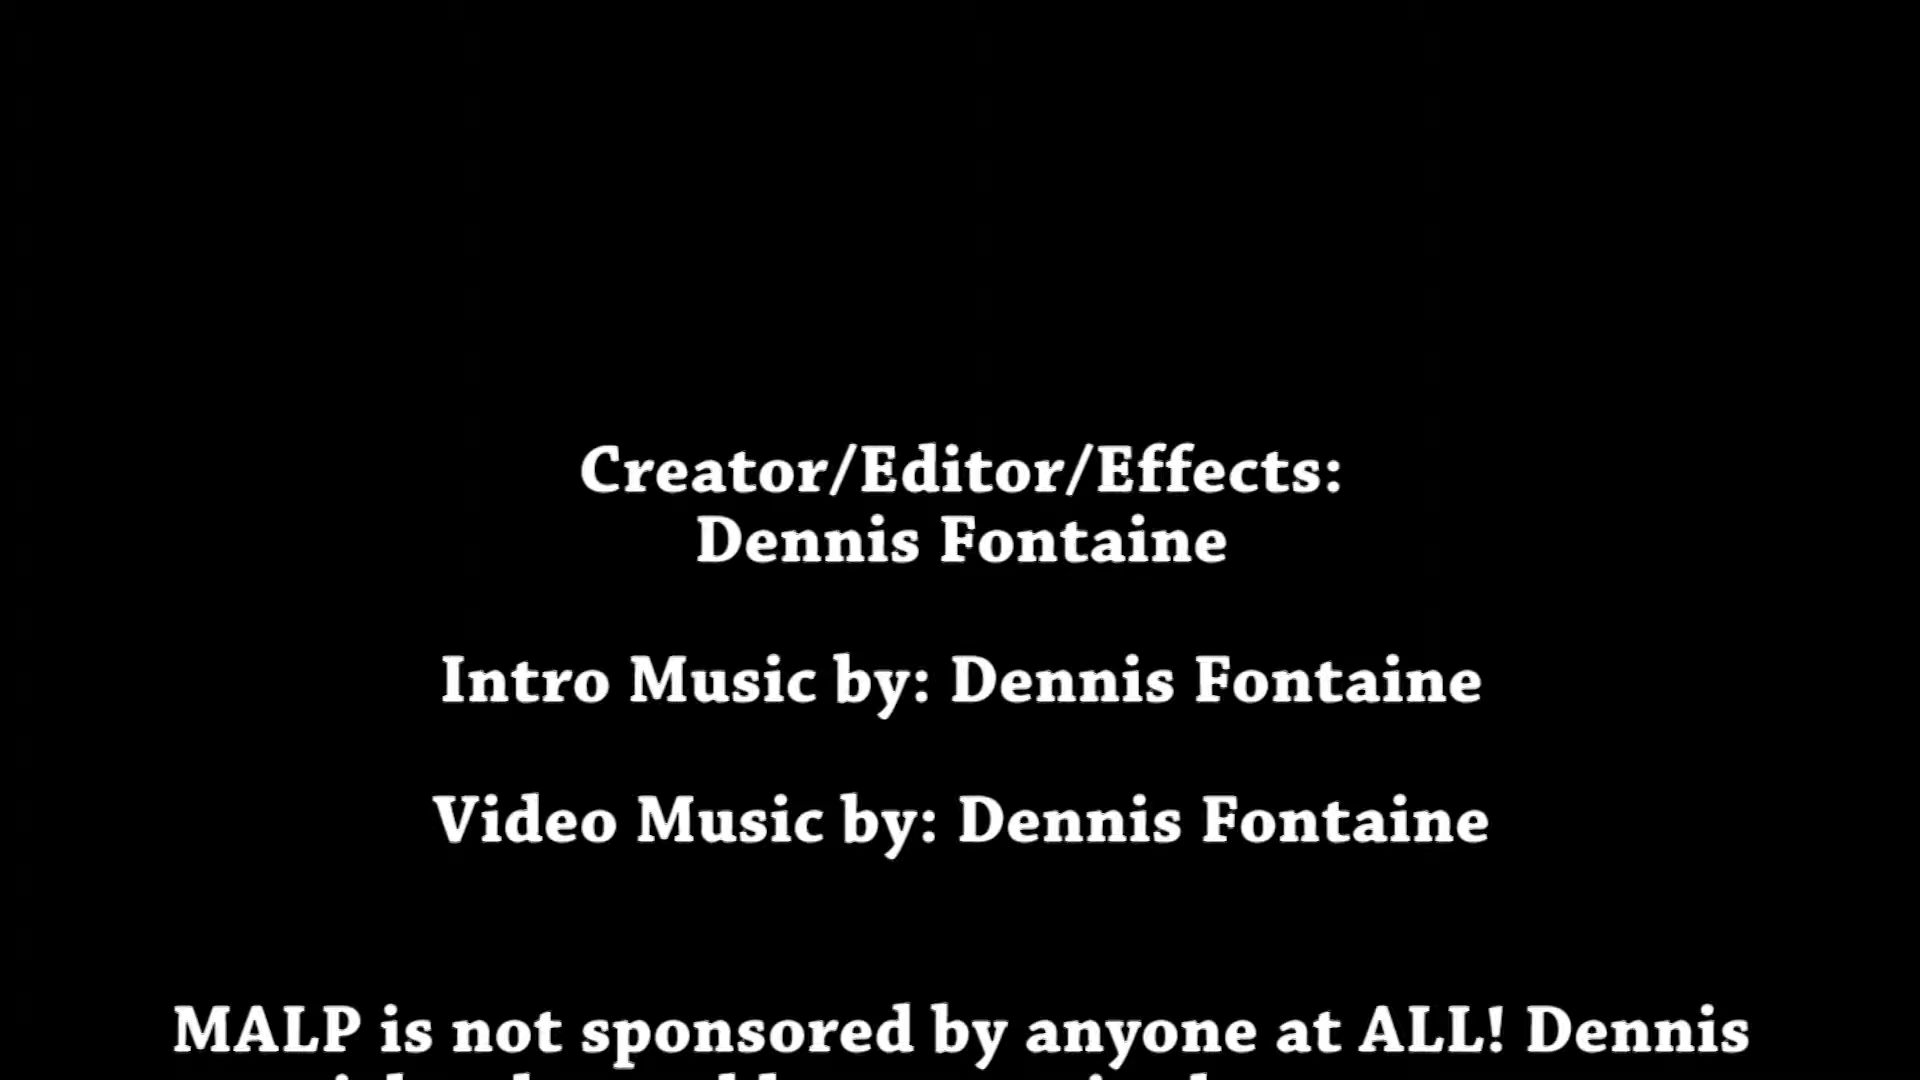 Creator/Editor/Effects:
Dennis Fontaine
Intro Music by: Dennis Fontaine
Video Music by: Dennis Fontaine
MALP is not sponsored by anyone at ALL! Dennis